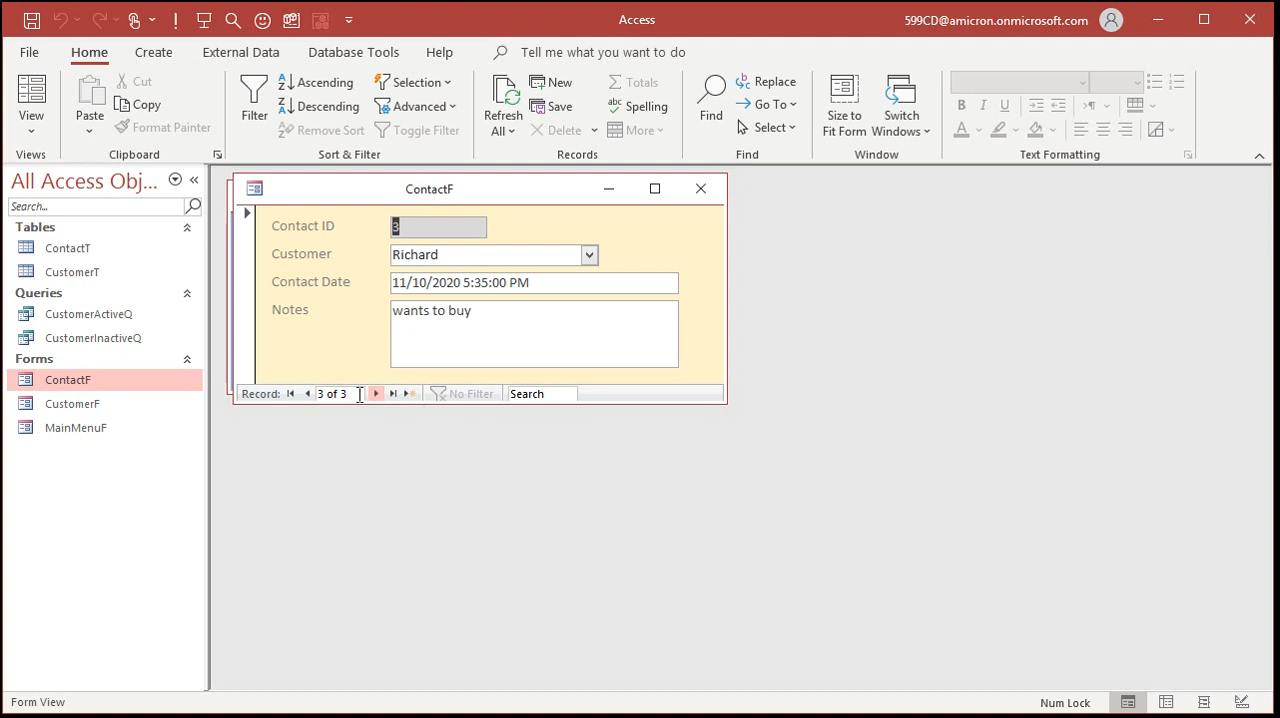 Access
599CD@amicron.onmicrosoft.com
File
Home
Create
External Data
Database Tools
Help
Tell me what you want to do
View
Views
Paste
Cut
Copy
Format Painter
Clipboard
Filter
Ascending
Descending
Remove Sort
Selection
Advanced
Toggle Filter
Sort & Filter
Refresh
All
New
Save
Delete
Totals
Spelling
More
Records
Find
Replace
Go To
Select
Find
Size to
Fit Form
Switch
Windows
Window
B I U
A
Text Formatting
All Access Obj...
Search...
Tables
ContactT
CustomerT
Queries
CustomerActiveQ
CustomerInactiveQ
Forms
ContactF
CustomerF
MainMenuF
ContactF
Contact ID
3
Customer
Richard
Contact Date
11/10/2020 5:35:00 PM
Notes
wants to buy
Record:
3 of 3
No Filter
Search
Form View
Num Lock